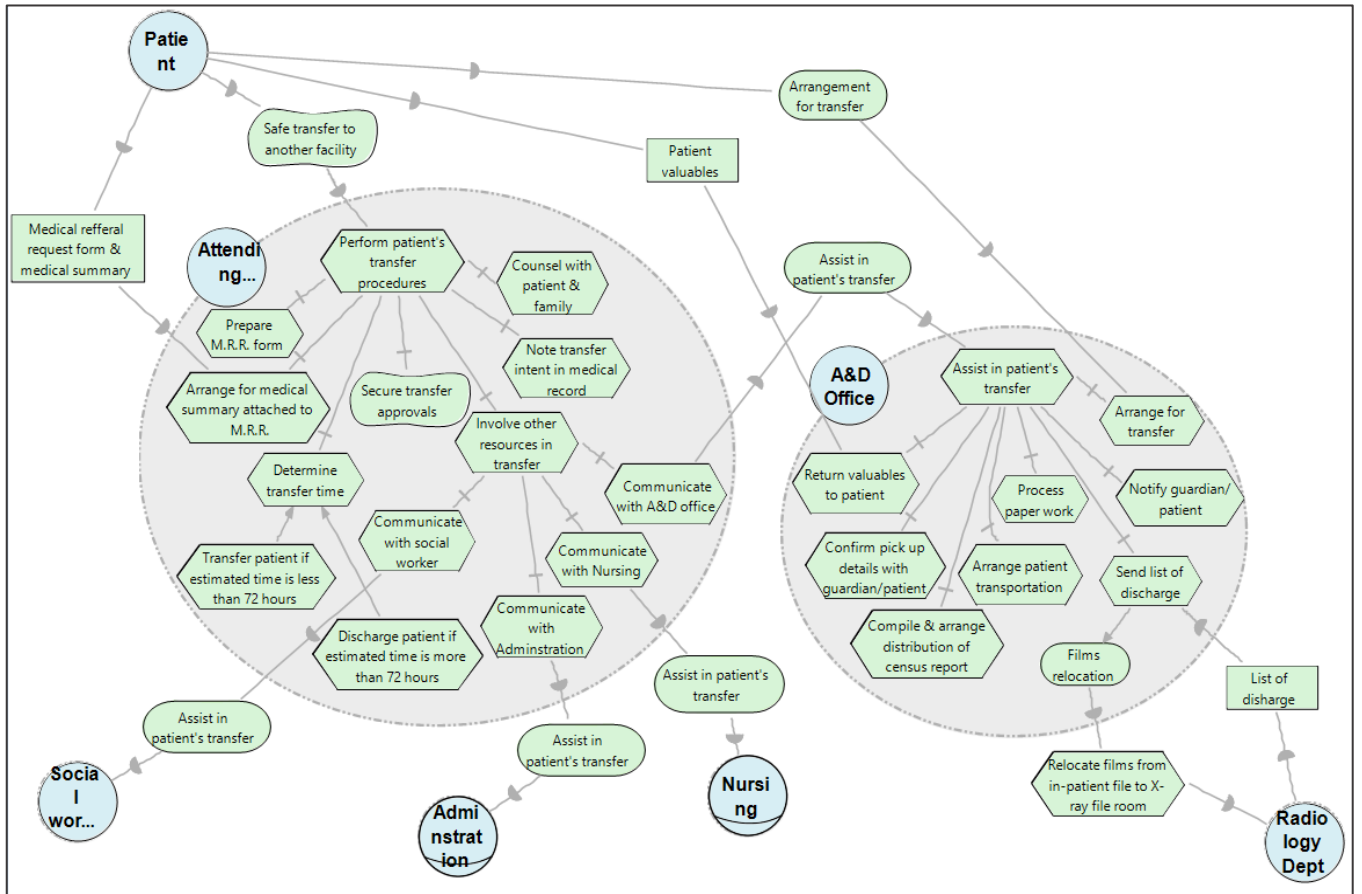 Patie
nt
Arrangement
for transfer
Safe transfer to
another facility
Patient
valuables
Medical refferal
request form &
medical summary
Attendi
ng...
Perform patient's
transfer
procedures
Counsel with
patient &
family
Assist in
patient's transfer
Prepare
M.R.R. form
Note transfer
intent in medical
record
Arrange for medical
summary attached to
M.R.R.
Secure transfer
approvals
Involve other
resources in
transfer
A&D
Office
Assist in patient's
transfer
Arrange for
transfer
Determine
transfer time
Communicate
with A&D office
Return valuables
to patient
Process
paper work
Notify guardian/
patient
Communicate
with social
worker
Communicate
with Nursing
Transfer patient if
estimated time is less
than 72 hours
Confirm pick up
details with
guardian/patient
Arrange patient
transportation
Send list of
discharge
Communicate
with
Adminstration
Discharge patient if
estimated time is more
than 72 hours
Compile & arrange
distribution of
census report
Films
relocation
Assist in patient's
transfer
List of
disharge
Assist in
patient's transfer
Assist in
patient's transfer
Socia
l
wor...
Admi
nstrat
ion
Nursi
ng
Relocate films from
in-patient file to X-
ray file room
Radio
logy
Dept